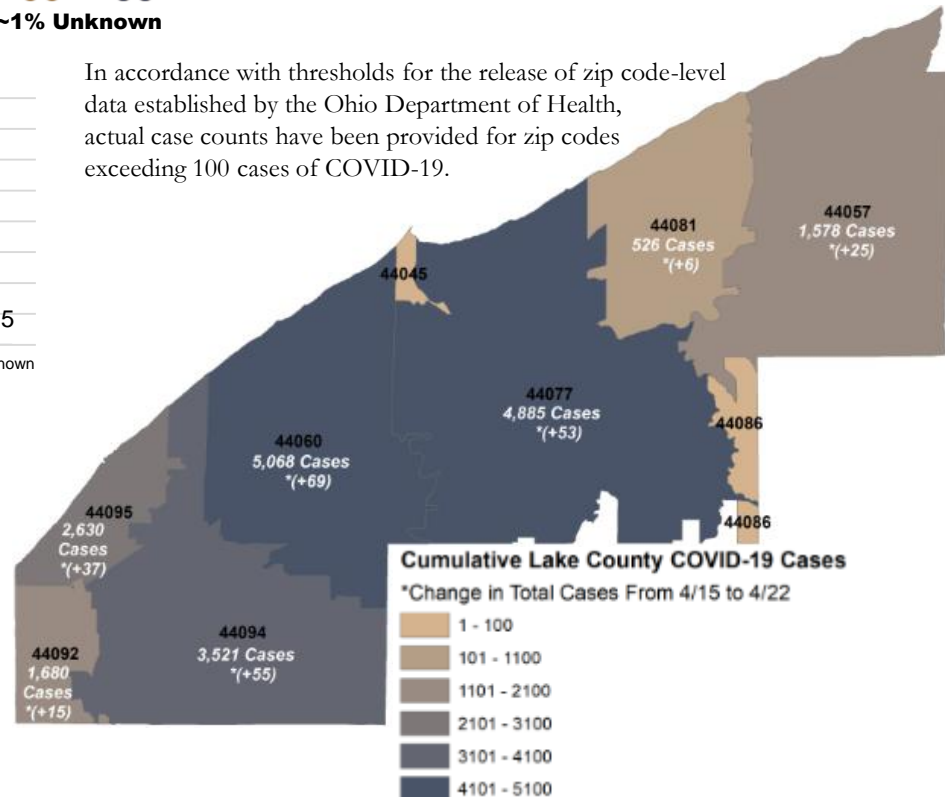 ~1% Unknown
In accordance with thresholds for the release of zip code-level
data established by the Ohio Department of Health,
actual case counts have been provided for zip codes
exceeding 100 cases of COVID-19.
5
44081
526 Cases
*(+6)
44057
1,578 Cases
*(+25)
44045
44077
4,885 Cases
*(+53)
44086
44060
5,068 Cases
*(+69)
44095
2,630
Cases
*(+37)
44086
44094
3,521 Cases
*(+55)
44092
1,680
Cases
*(+15)
Cumulative Lake County COVID-19 Cases
*Change in Total Cases From 4/15 to 4/22
1 - 100
101 - 1100
1101 - 2100
2101 - 3100
3101 - 4100
4101 - 5100